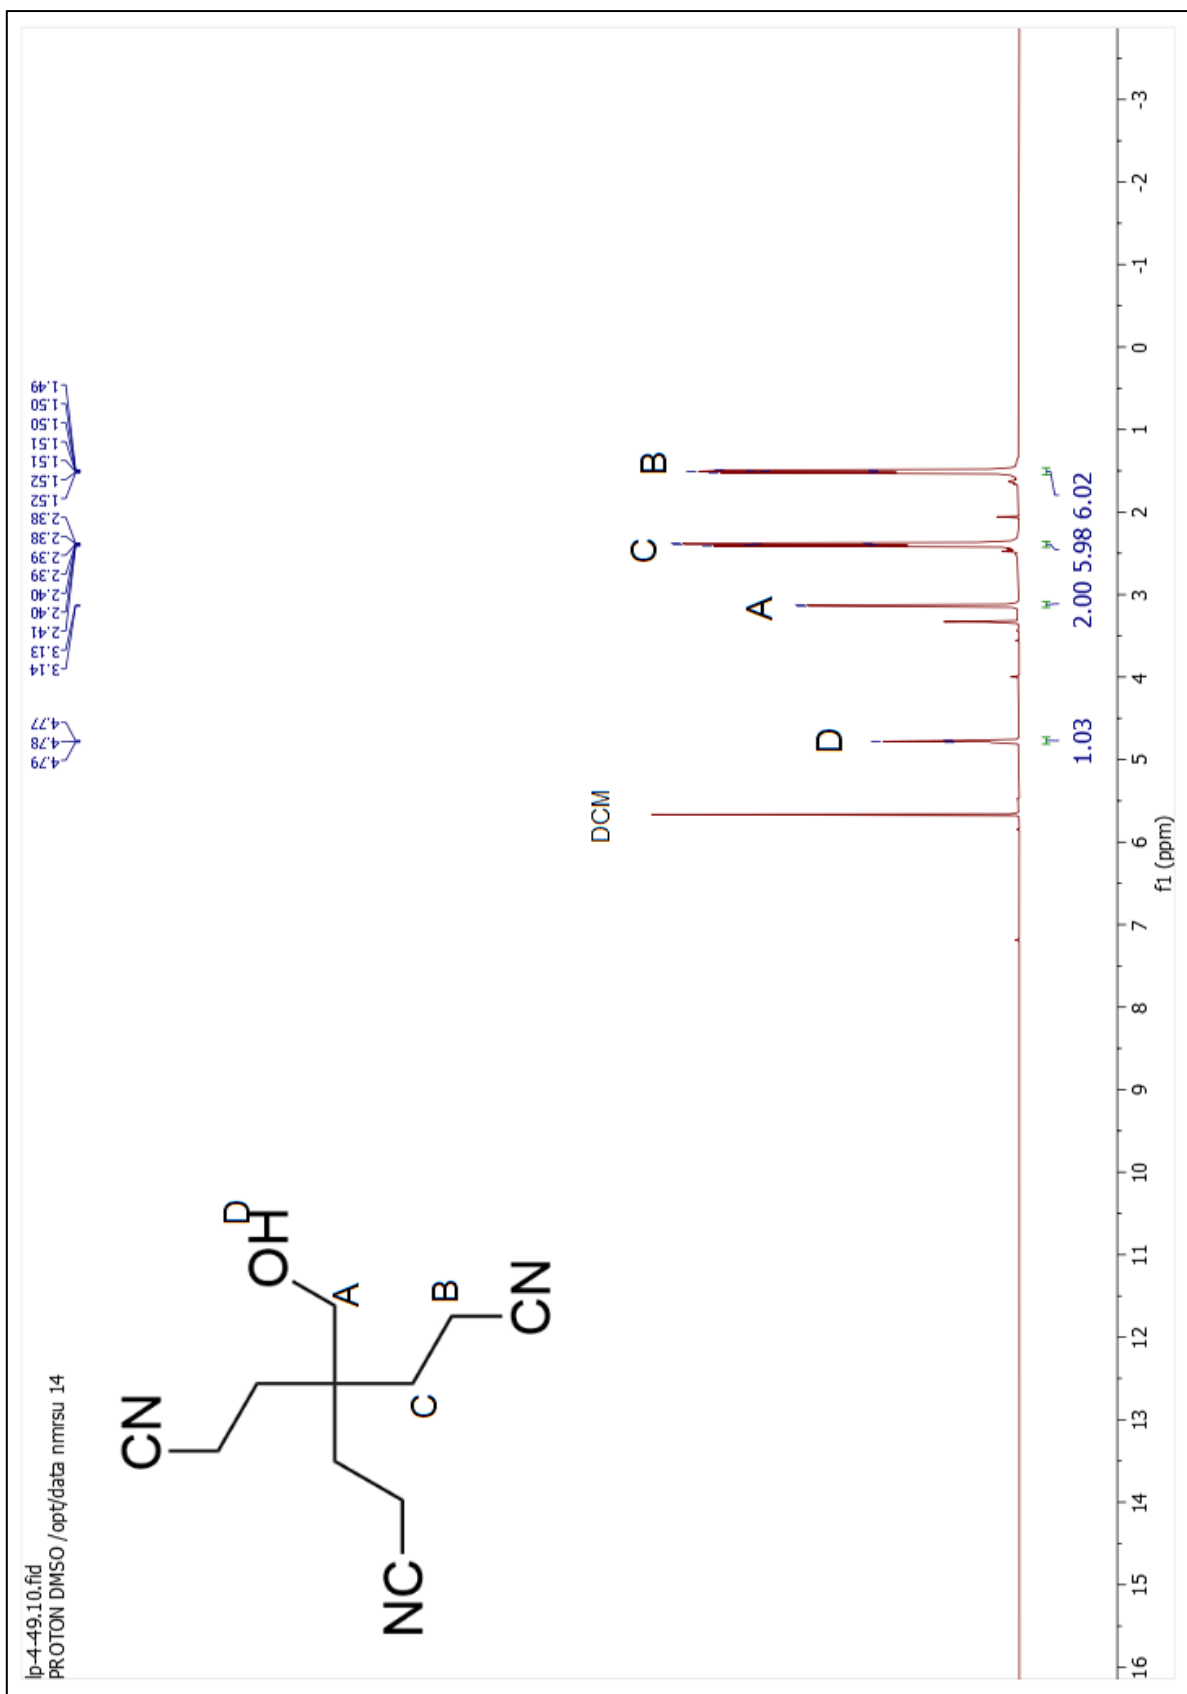 lp-4-49.10.fid
PROTON DMSO /opt/data nmrsu 14
4.79
4.78
4.77
3.14
3.13
2.41
2.40
2.40
2.39
2.39
2.38
2.38
1.52
1.52
1.51
1.51
1.50
1.50
1.49
CN
D
OH
A
B
CN
C
NC
DCM
D
A
C
B
1.03
2.00
5.98
6.02
16
15
14
13
12
11
10
9
8
7
6
5
4
3
2
1
0
-1
-2
-3
f1 (ppm)